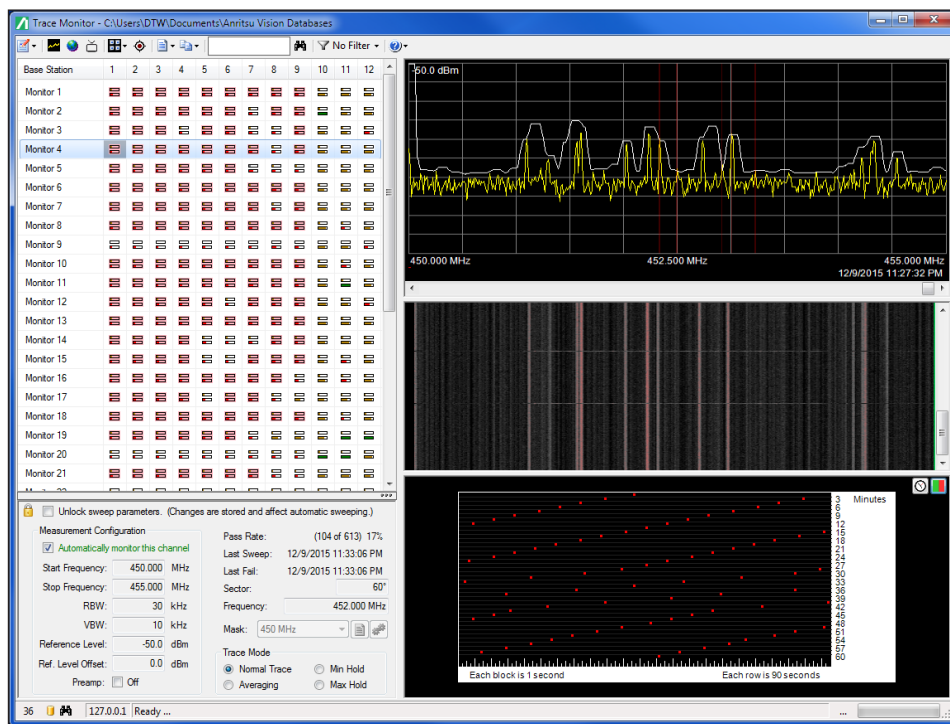 Trace Monitor - C:\Users\DTW\Documents\Anritsu Vision Databases
No Filter
Base Station 1 2 3 4 5 6 7 8 9 10 11 12
Monitor 1
Monitor 2
Monitor 3
Monitor 4
Monitor 5
Monitor 6
Monitor 7
Monitor 8
Monitor 9
Monitor 10
Monitor 11
Monitor 12
Monitor 13
Monitor 14
Monitor 15
Monitor 16
Monitor 17
Monitor 18
Monitor 19
Monitor 20
Monitor 21
Unlock sweep parameters. (Changes are stored and affect automatic sweeping.)
Measurement Configuration
Automatically monitor this channel
Start Frequency: 450.000 MHz
Stop Frequency: 455.000 MHz
RBW: 30 kHz
VBW: 10 kHz
Reference Level: -50.0 dBm
Ref. Level Offset: 0.0 dBm
Preamp: Off
Pass Rate: (104 of 613) 17%
Last Sweep: 12/9/2015 11:33:06 PM
Last Fail: 12/9/2015 11:33:06 PM
Sector: 60°
Frequency: 452.000 MHz
Mask: 450 MHz
Trace Mode
Normal Trace Min Hold
Averaging Max Hold
-50.0 dBm
450.000 MHz 452.500 MHz 455.000 MHz
12/9/2015 11:27:32 PM
3 Minutes
6
9
12
15
18
21
24
27
30
33
36
39
42
45
48
51
54
57
60
Each block is 1 second Each row is 90 seconds
36 127.0.0.1 Ready ... ...